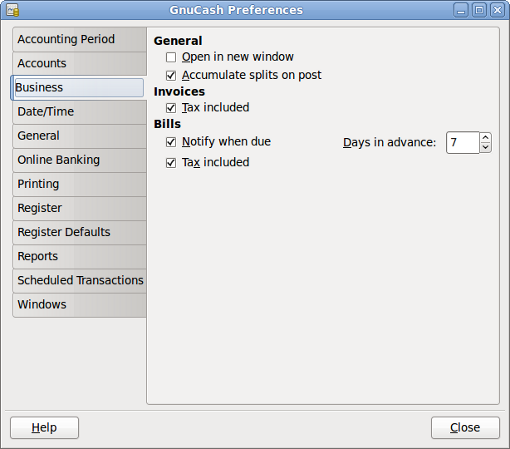 GnuCash Preferences
Accounting Period
Accounts
Business
Date/Time
General
Online Banking
Printing
Register
Register Defaults
Reports
Scheduled Transactions
Windows
General
Open in new window
Accumulate splits on post
Invoices
Tax included
Bills
Notify when due Days in advance: 7
Tax included
Help Close